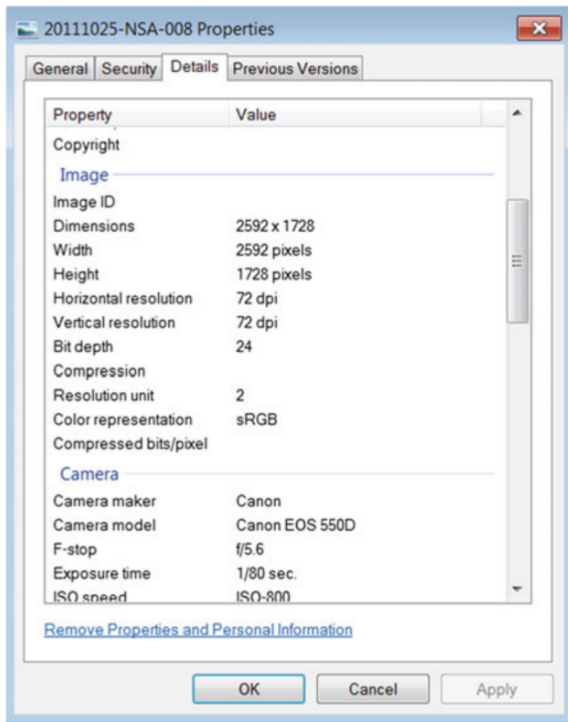 20111025-NSA-008 Properties
General Security Details Previous Versions
Property Value
Copyright
Image
Image ID
Dimensions 2592 x 1728
Width 2592 pixels
Height 1728 pixels
Horizontal resolution 72 dpi
Vertical resolution 72 dpi
Bit depth 24
Compression
Resolution unit 2
Color representation sRGB
Compressed bits/pixel
Camera
Camera maker Canon
Camera model Canon EOS 550D
F-stop f/5.6
Exposure time 1/80 sec.
ISO speed ISO-800
Remove Properties and Personal Information
OK Cancel Apply